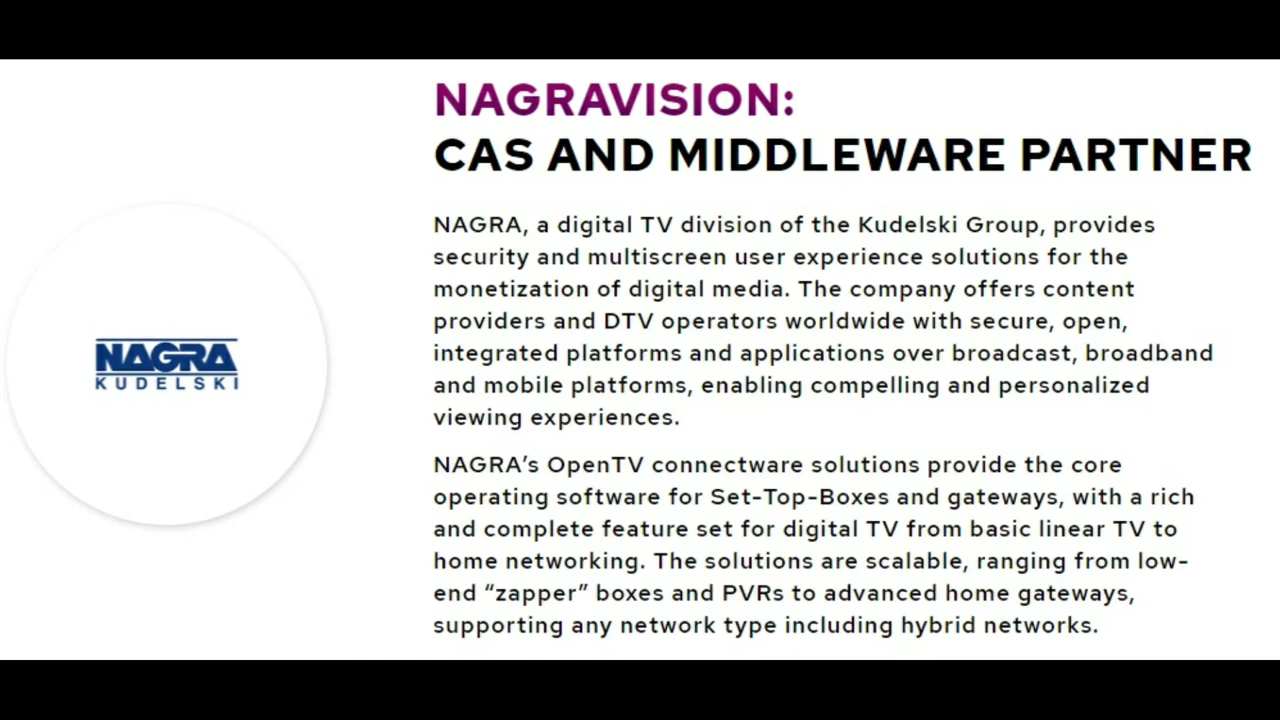 NAGRAVISION:
CAS AND MIDDLEWARE PARTNER
NAGRA
KUDELSKI
NAGRA, a digital TV division of the Kudelski Group, provides
security and multiscreen user experience solutions for the
monetization of digital media. The company offers content
providers and DTV operators worldwide with secure, open,
integrated platforms and applications over broadcast, broadband
and mobile platforms, enabling compelling and personalized
viewing experiences.
NAGRA’s OpenTV connectware solutions provide the core
operating software for Set-Top-Boxes and gateways, with a rich
and complete feature set for digital TV from basic linear TV to
home networking. The solutions are scalable, ranging from low-
end “zapper” boxes and PVRs to advanced home gateways,
supporting any network type including hybrid networks.